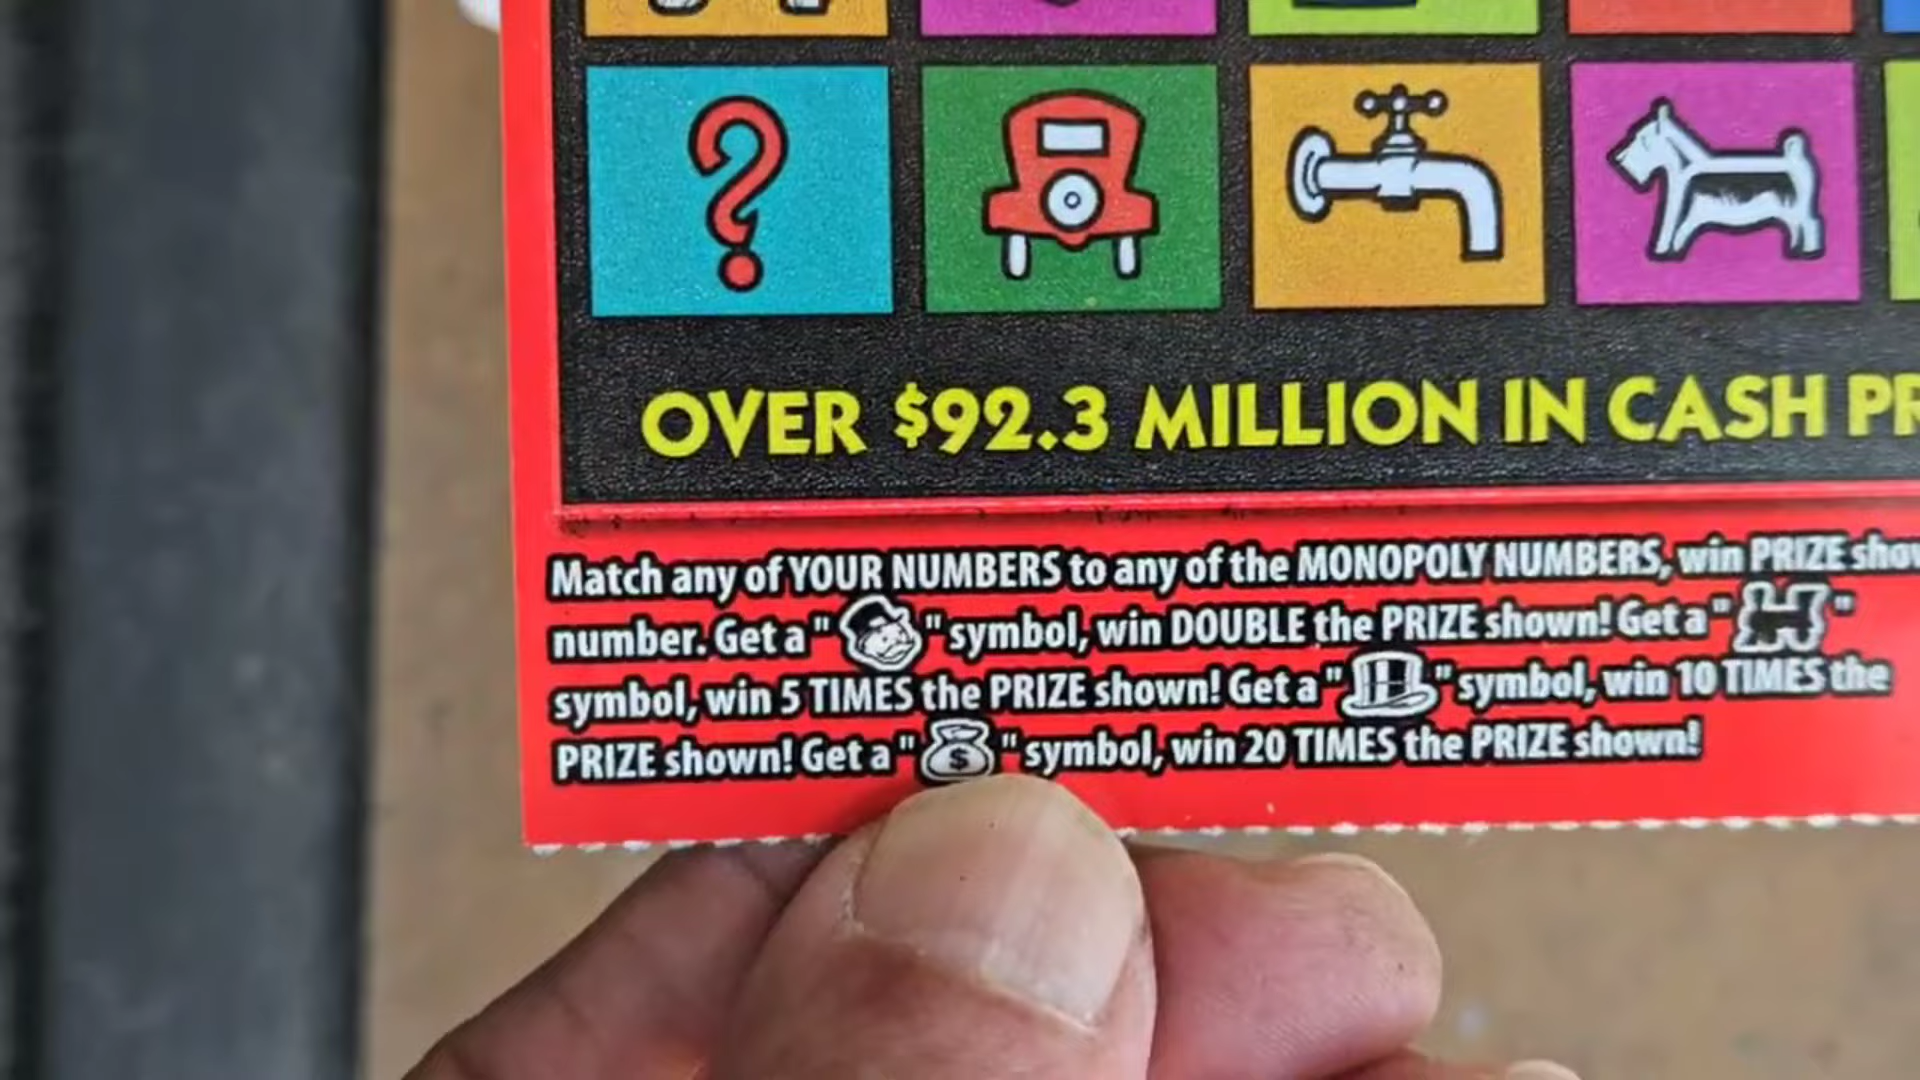 OVER $92.3 MILLION IN CASH
Match any of YOUR NUMBERS to any of the MONOPOLY NUMBERS, win PRIZE
number. Get a " " symbol, win DOUBLE the PRIZE shown! Get a " "
symbol, win 5 TIMES the PRIZE shown! Get a " " symbol, win 10 TIMES the
PRIZE shown! Get a "$" symbol, win 20 TIMES the PRIZE shown!